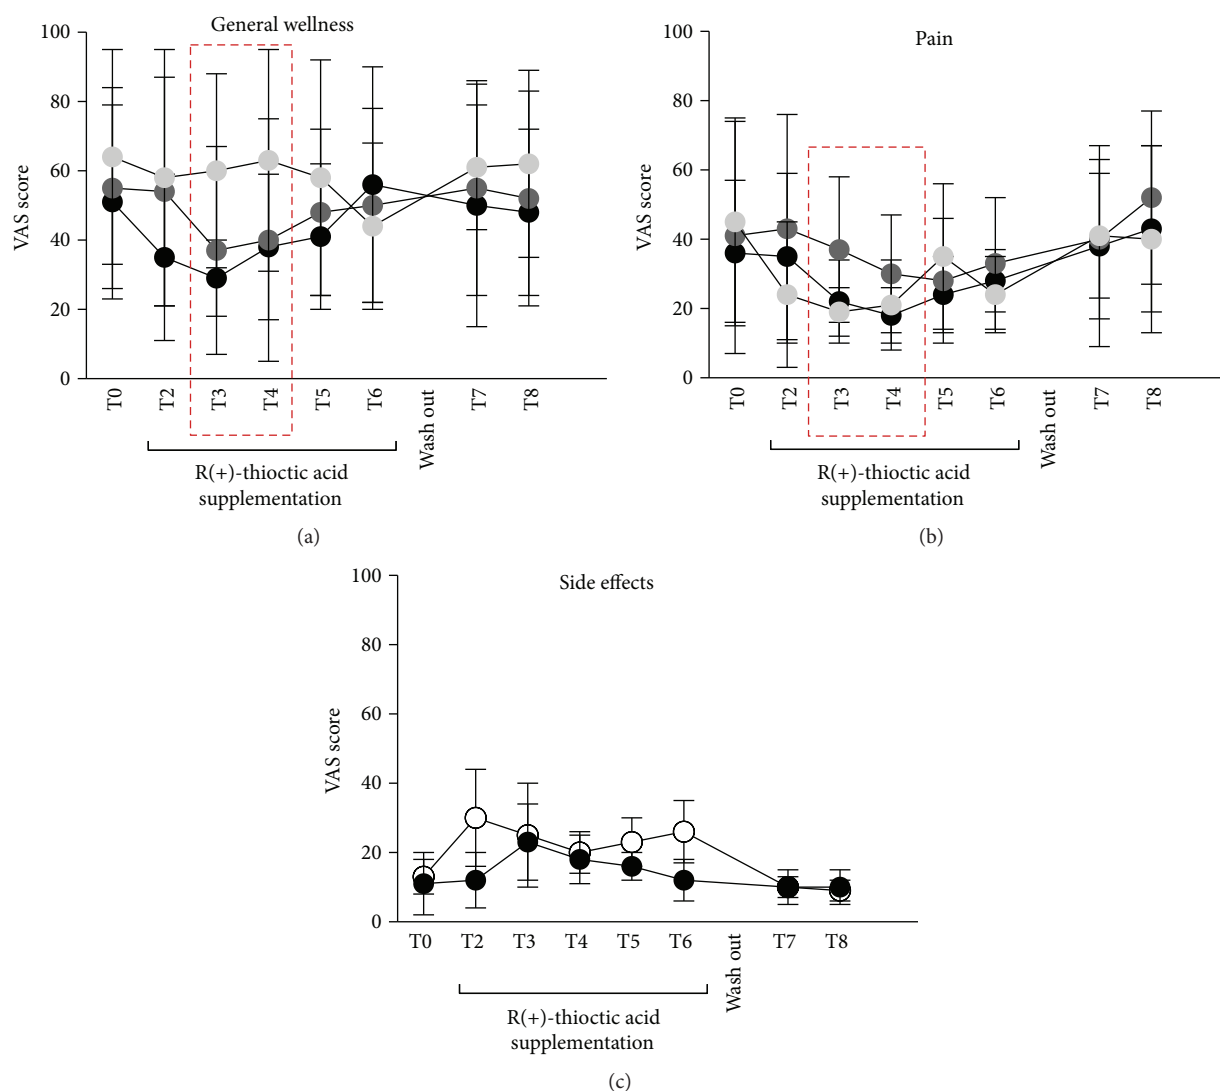 General wellness
100
80
60
40
20
0
VAS score
T0
T2
T3
T4
T5
T6
Wash out
T7
T8
R(+)-thioctic acid
supplementation
(a)
Pain
100
80
60
40
20
0
VAS score
T0
T2
T3
T4
T5
T6
Wash out
T7
T8
R(+)-thioctic acid
supplementation
(b)
Side effects
100
80
60
40
20
0
VAS score
T0
T2
T3
T4
T5
T6
Wash out
T7
T8
R(+)-thioctic acid
supplementation
(c)